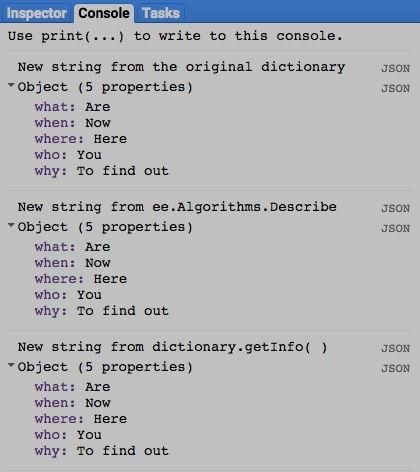 Inspector Console Tasks
Use print(...) to write to this console.
New string from the original dictionary JSON
Object (5 properties) JSON
what: Are
when: Now
where: Here
who: You
why: To find out
New string from ee.Algorithms.Describe JSON
Object (5 properties) JSON
what: Are
when: Now
where: Here
who: You
why: To find out
New string from dictionary.getInfo( ) JSON
Object (5 properties) JSON
what: Are
when: Now
where: Here
who: You
why: To find out